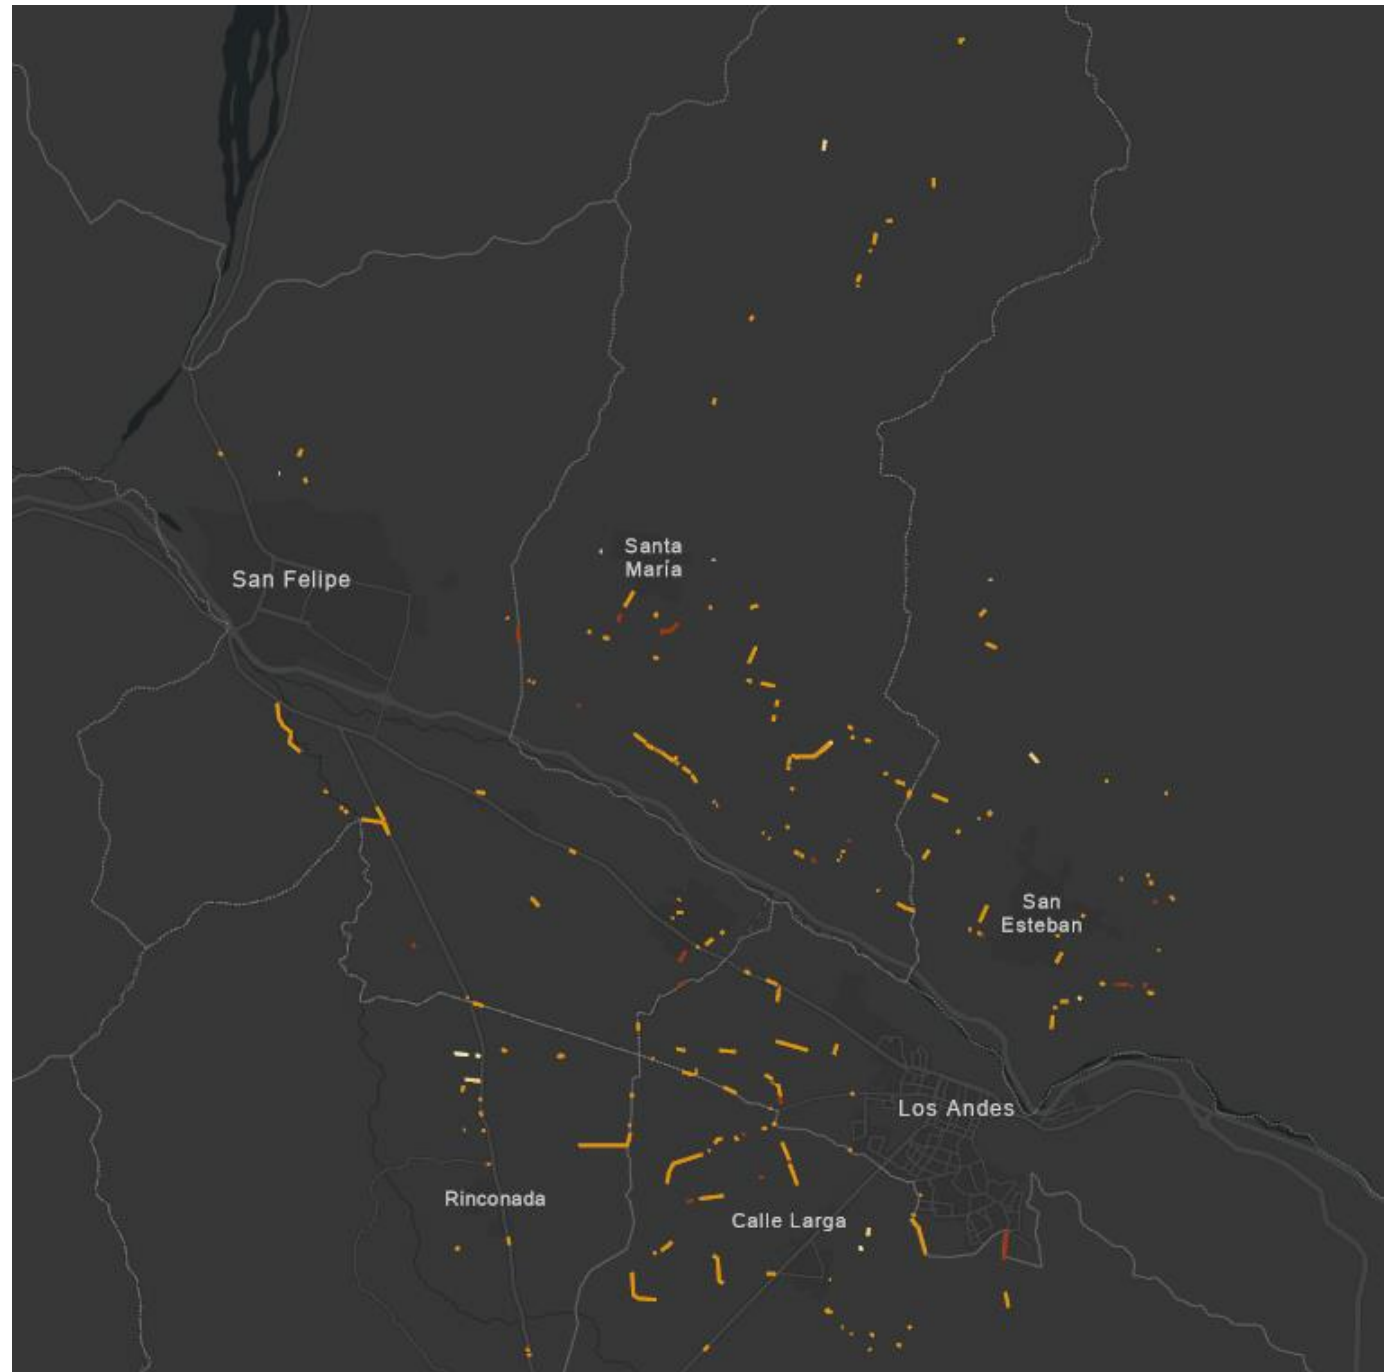 Santa
María
San Felipe
San
Esteban
Los Andes
Rinconada
Calle Larga